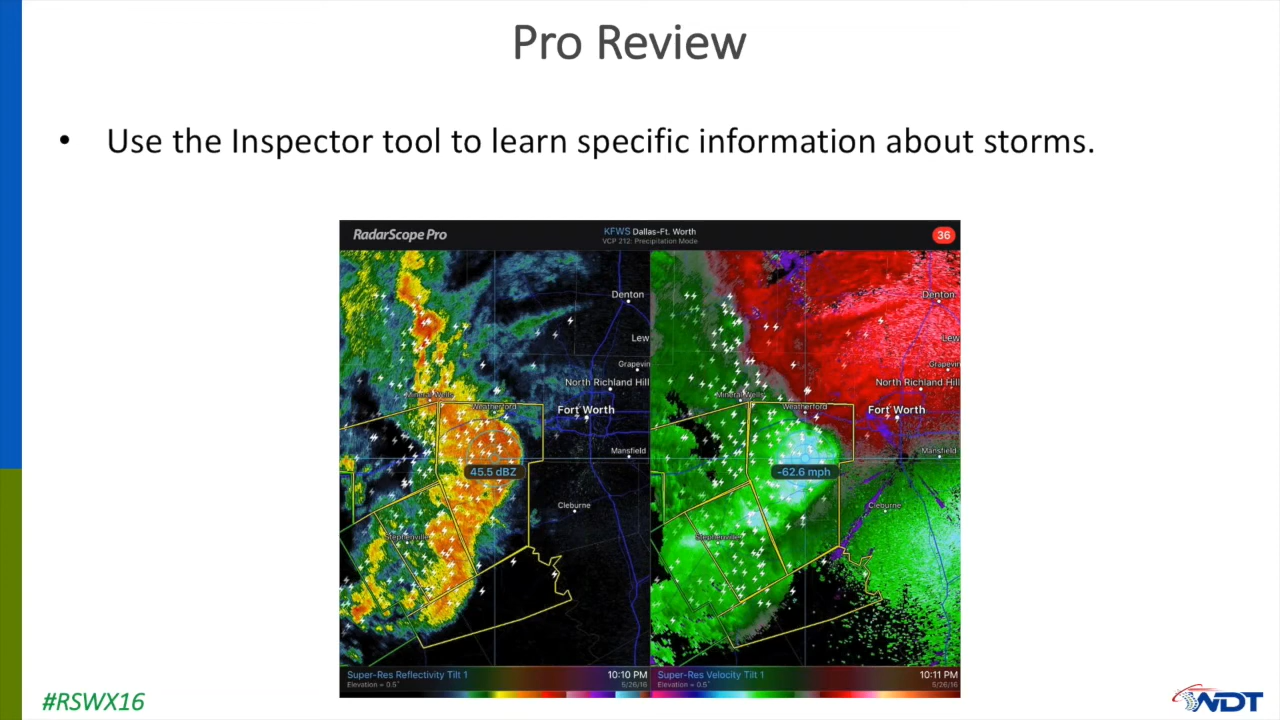 Pro Review
• Use the Inspector tool to learn specific information about storms.
RadarScope Pro
KFWS Dallas-Ft. Worth
VCP 212: Precipitation Mode
36
Denton
Lew
Grapevin
North Richland Hill
Mineral Wells
Weatherford
Fort Worth
Mansfield
45.5 dBZ
Cleburne
Stephenville
Super-Res Reflectivity Tilt 1
Elevation = 0.5°
10:10 PM
5/26/16
Denton
Lew
Grapevin
North Richland Hill
Mineral Wells
Weatherford
Fort Worth
Mansfield
-62.6 mph
Cleburne
Stephenville
Super-Res Velocity Tilt 1
Elevation = 0.5°
10:11 PM
5/26/16
#RSWX16
WDT